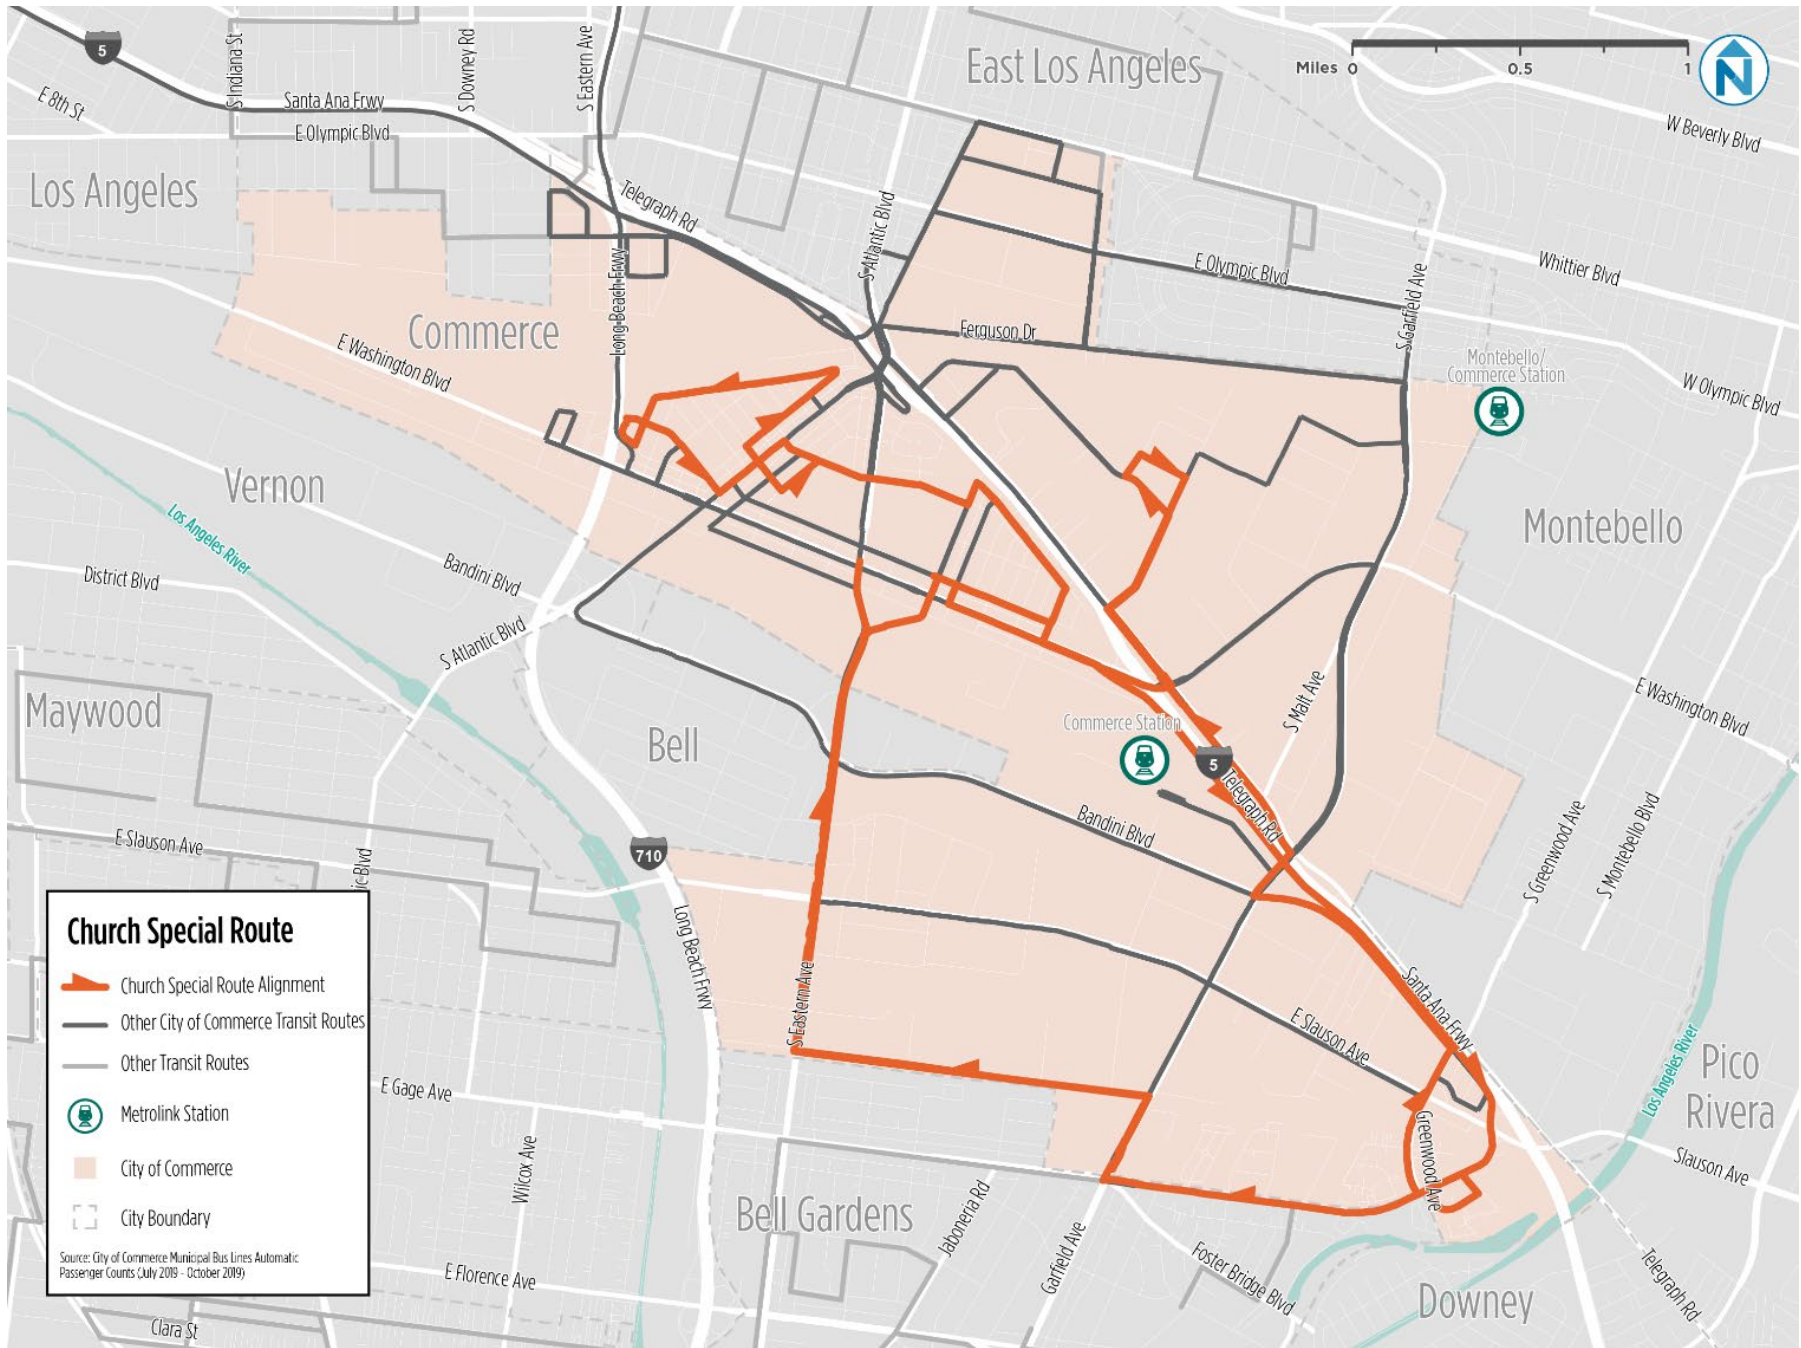 5
S Indiana St
S Downey Rd
S Eastern Ave
East Los Angeles
Miles 0 0.5 1
N
E 8th St
Santa Ana Frwy
E Olympic Blvd
W Beverly Blvd
Los Angeles
Telegraph Rd
S Atlantic Blvd
E Olympic Blvd
Whittier Blvd
Long Beach Frwy
S Garfield Ave
Commerce
E Washington Blvd
Ferguson Dr
Montebello/
Commerce Station
W Olympic Blvd
Vernon
Los Angeles River
Montebello
District Blvd
Bandini Blvd
S Atlantic Blvd
Maywood
Bell
Commerce Station
S Malt Ave
E Washington Blvd
5
Telegraph Rd
Bandini Blvd
S Greenwood Ave
S Montebello Blvd
E Slauson Ave
ic Blvd
710
Long Beach Frwy
S Eastern Ave
Santa Ana Frwy
E Slauson Ave
Los Angeles River
Pico
Rivera
E Gage Ave
Greenwood Ave
Slauson Ave
Wilcox Ave
Bell Gardens
Jaboneria Rd
Garfield Ave
Foster Bridge Blvd
Telegraph Rd
Downey
E Florence Ave
Clara St
Church Special Route
Church Special Route Alignment
Other City of Commerce Transit Routes
Other Transit Routes
Metrolink Station
City of Commerce
City Boundary
Source: City of Commerce Municipal Bus Lines Automatic
Passenger Counts (July 2019 - October 2019)